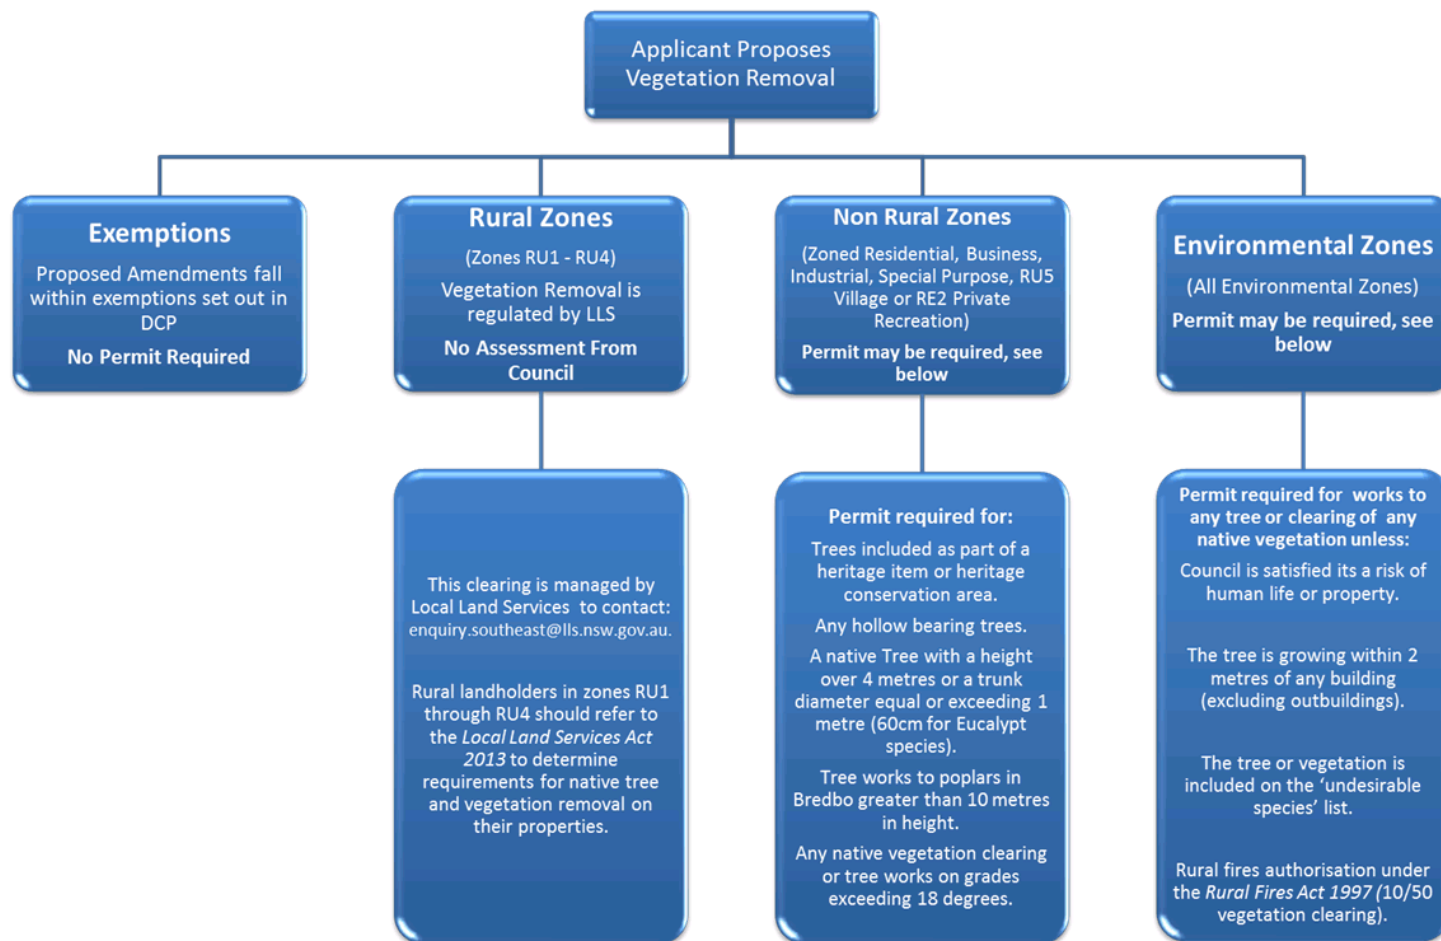 Applicant Proposes
Vegetation Removal
Exemptions
Proposed Amendments fall
within exemptions set out in
DCP
No Permit Required
Rural Zones
(Zones RU1 - RU4)
Vegetation Removal is
regulated by LLS
No Assessment From
Council
Non Rural Zones
(Zoned Residential, Business,
Industrial, Special Purpose, RU5
Village or RE2 Private
Recreation)
Permit may be required, see
below
Environmental Zones
(All Environmental Zones)
Permit may be required, see
below
This clearing is managed by
Local Land Services to contact:
enquiry.southeast@lls.nsw.gov.au.
Rural landholders in zones RU1
through RU4 should refer to
the Local Land Services Act
2013 to determine
requirements for native tree
and vegetation removal on
their properties.
Permit required for:
Trees included as part of a
heritage item or heritage
conservation area.
Any hollow bearing trees.
A native Tree with a height
over 4 metres or a trunk
diameter equal or exceeding 1
metre (60cm for Eucalypt
species).
Tree works to poplars in
Bredbo greater than 10 metres
in height.
Any native vegetation clearing
or tree works on grades
exceeding 18 degrees.
Permit required for works to
any tree or clearing of any
native vegetation unless:
Council is satisfied its a risk of
human life or property.
The tree is growing within 2
metres of any building
(excluding outbuildings).
The tree or vegetation is
included on the ‘undesirable
species’ list.
Rural fires authorisation under
the Rural Fires Act 1997 (10/50
vegetation clearing).